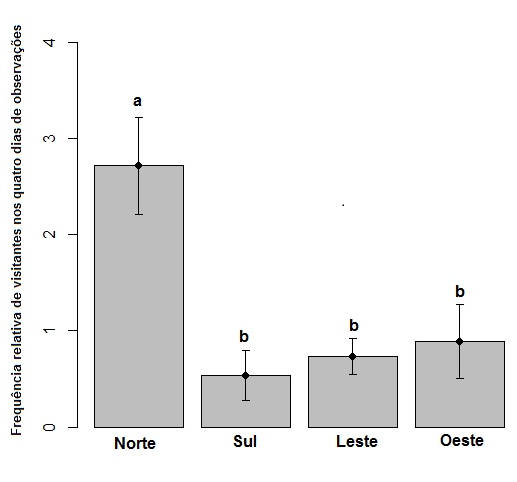 Frequência relativa de visitantes nos quatro dias de observações
4
3
2
1
0
a
b
b
b
Norte
Sul
Leste
Oeste